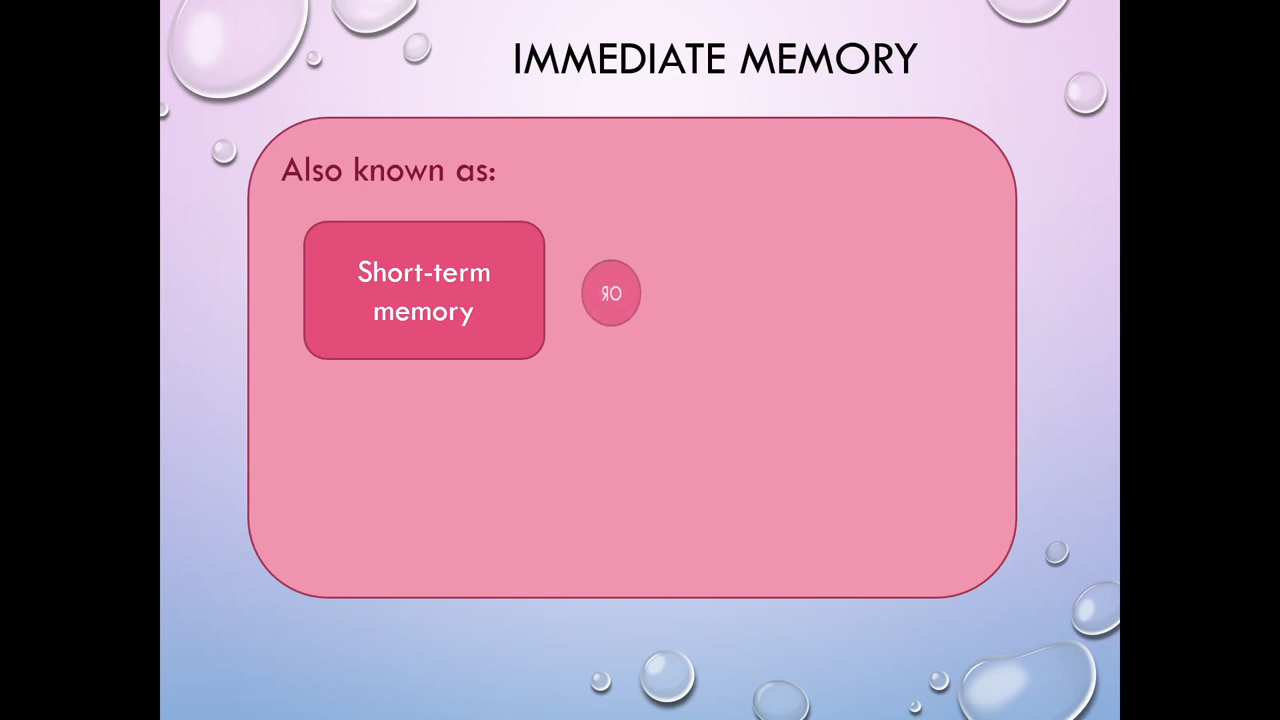 IMMEDIATE MEMORY
Also known as:
Short-term
memory
OR